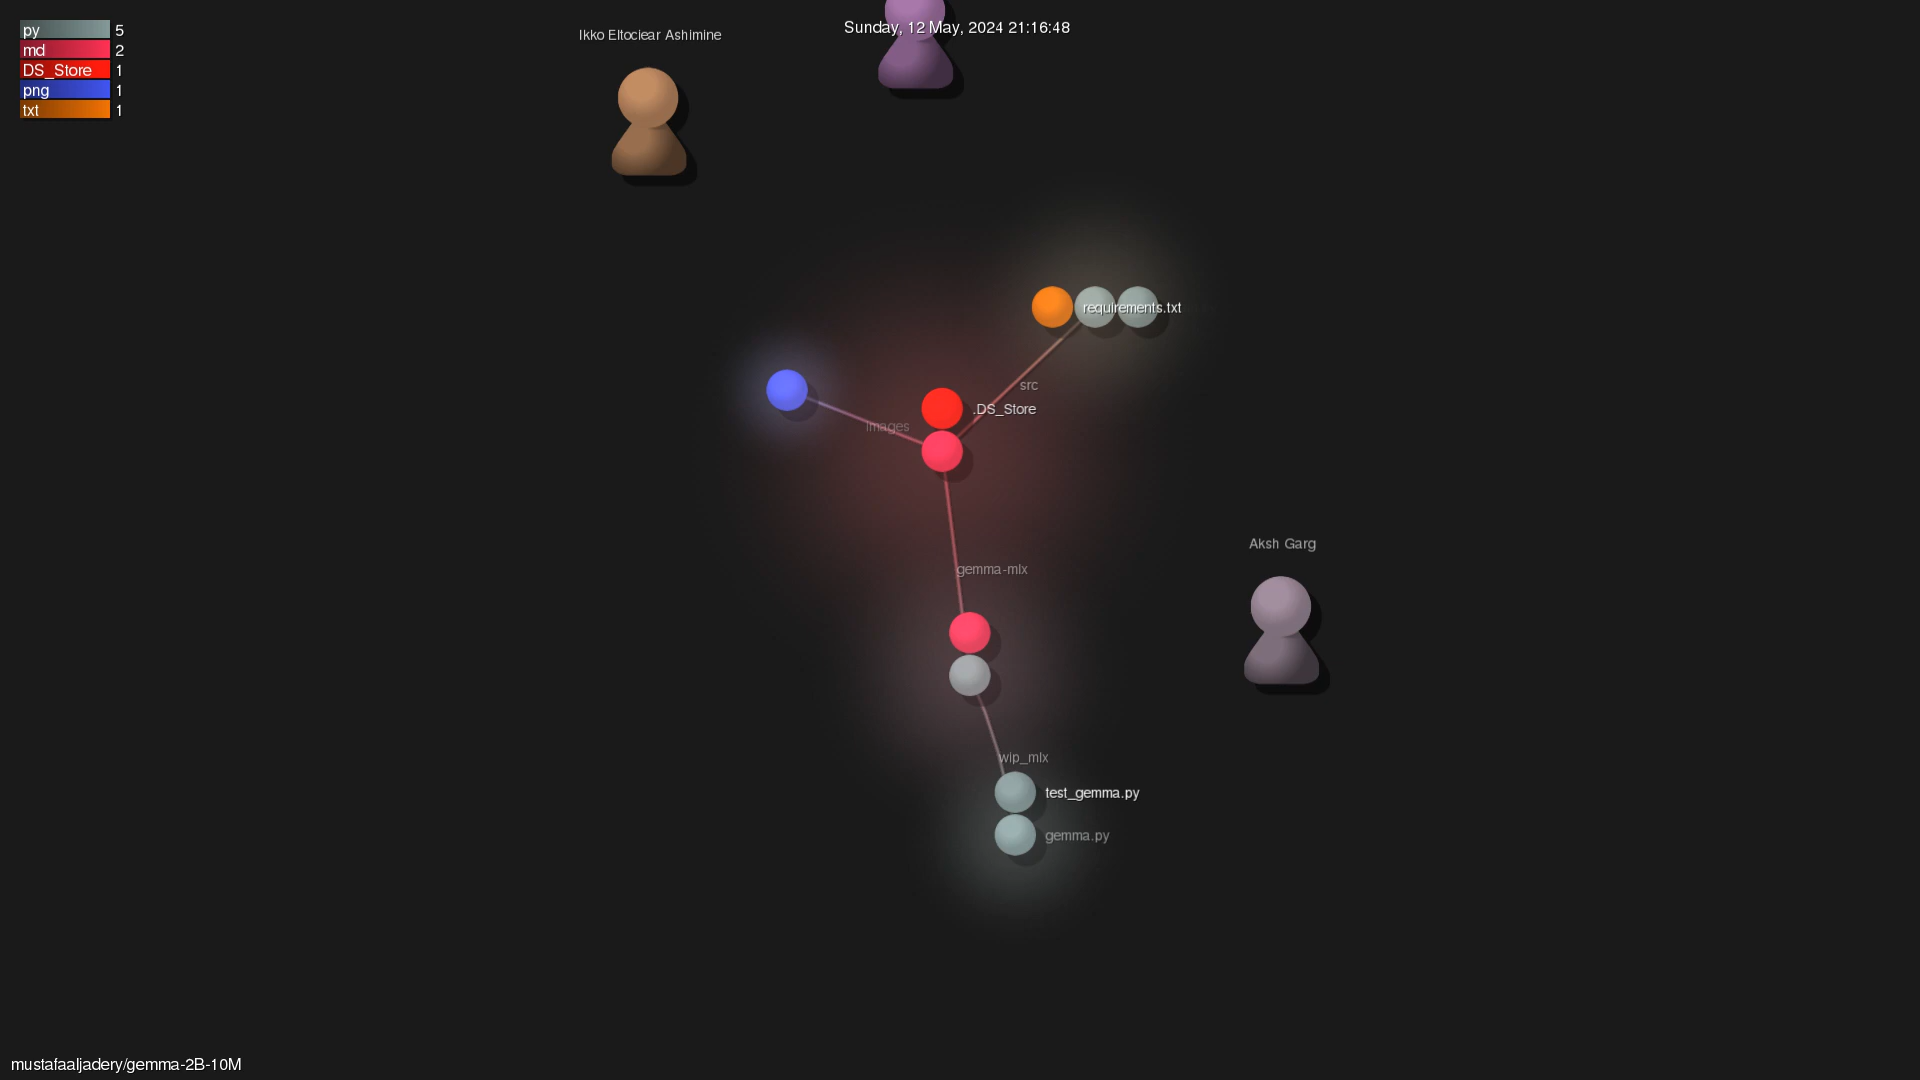 Sunday, 12 May, 2024 21:16:48
py 5
md 2
DS_Store 1
png 1
txt 1
Ikko Eltociear Ashimine
requirements.txt
src
.DS_Store
images
Aksh Garg
gemma-mlx
wip_mlx
test_gemma.py
gemma.py
mustafaaljadery/gemma-2B-10M